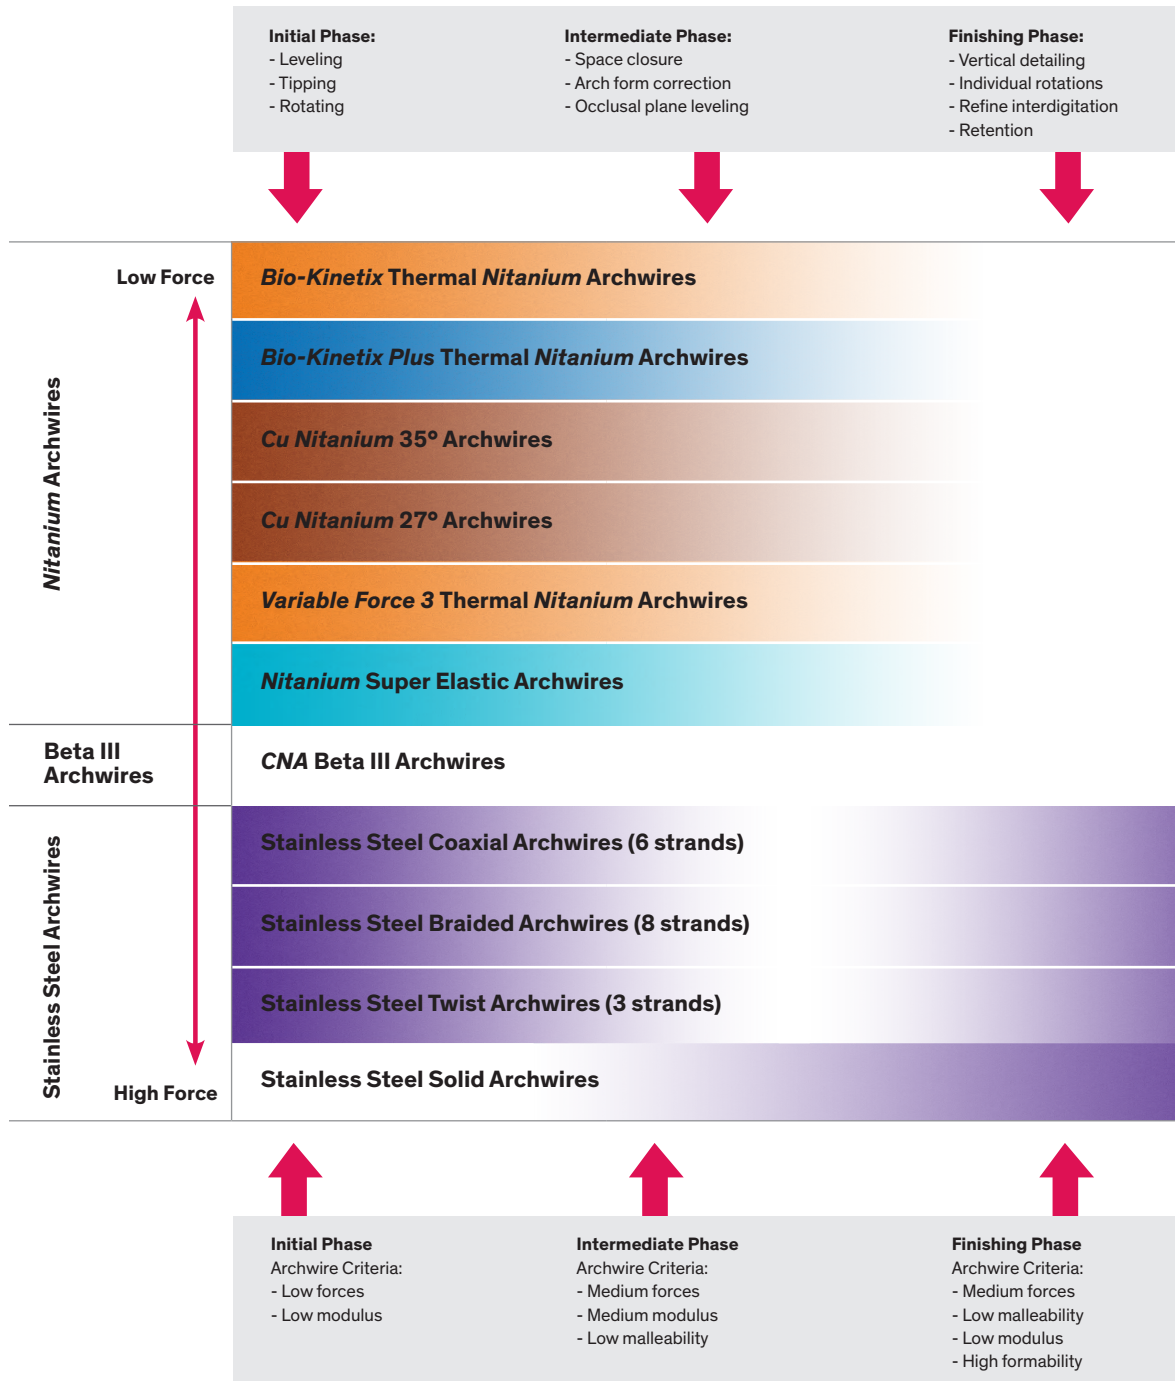 Initial Phase:
- Leveling
- Tipping
- Rotating
Intermediate Phase:
- Space closure
- Arch form correction
- Occlusal plane leveling
Finishing Phase:
- Vertical detailing
- Individual rotations
- Refine interdigitation
- Retention
Nitanium Archwires
Low Force
Bio-Kinetix Thermal Nitanium Archwires
Bio-Kinetix Plus Thermal Nitanium Archwires
Cu Nitanium 35° Archwires
Cu Nitanium 27° Archwires
Variable Force 3 Thermal Nitanium Archwires
Nitanium Super Elastic Archwires
Beta III
Archwires
CNA Beta III Archwires
Stainless Steel Archwires
Stainless Steel Coaxial Archwires (6 strands)
Stainless Steel Braided Archwires (8 strands)
Stainless Steel Twist Archwires (3 strands)
High Force
Stainless Steel Solid Archwires
Initial Phase
Archwire Criteria:
- Low forces
- Low modulus
Intermediate Phase
Archwire Criteria:
- Medium forces
- Medium modulus
- Low malleability
Finishing Phase
Archwire Criteria:
- Medium forces
- Low malleability
- Low modulus
- High formability